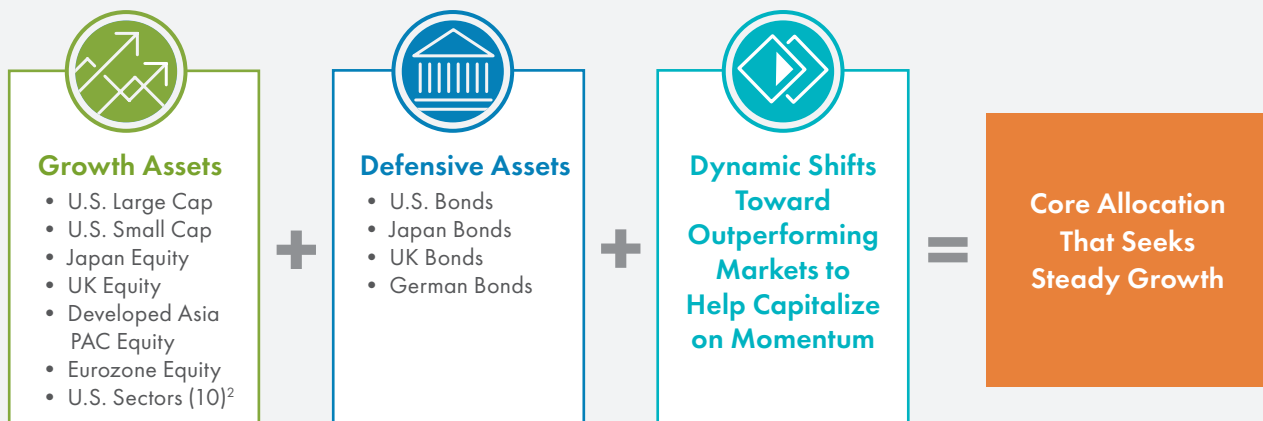 Growth Assets
• U.S. Large Cap
• U.S. Small Cap
• Japan Equity
• UK Equity
• Developed Asia
PAC Equity
• Eurozone Equity
• U.S. Sectors (10)²
+
Defensive Assets
• U.S. Bonds
• Japan Bonds
• UK Bonds
• German Bonds
+
Dynamic Shifts
Toward
Outperforming
Markets to
Help Capitalize
on Momentum
=
Core Allocation
That Seeks
Steady Growth